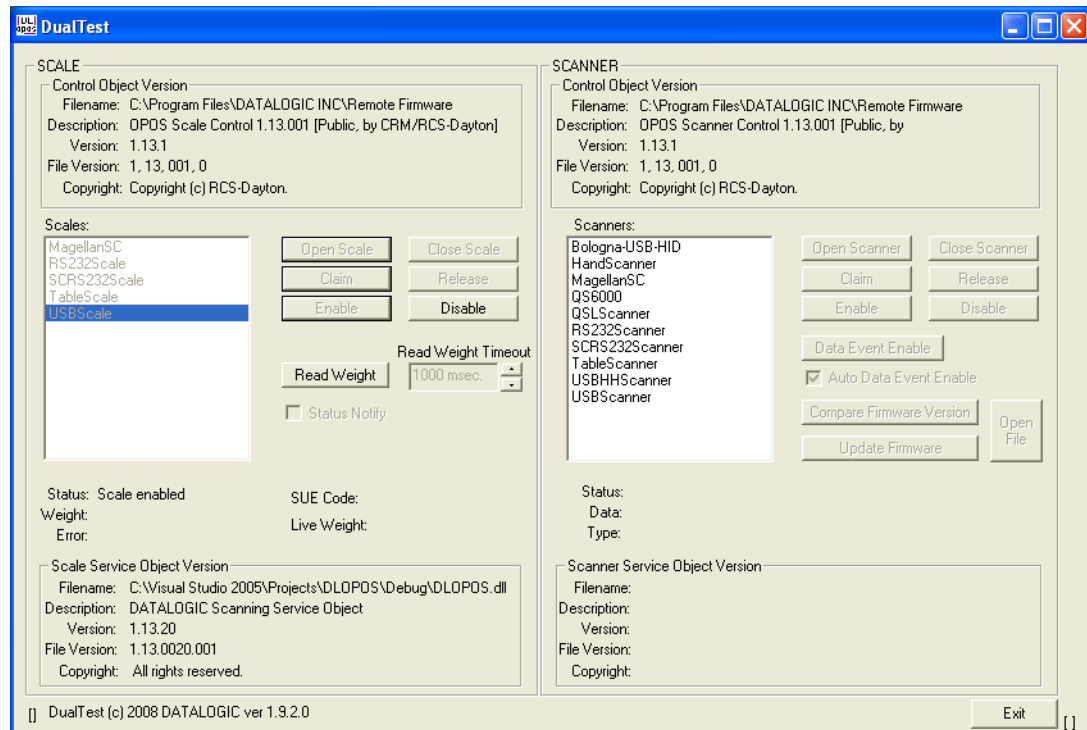 UL
opos
DualTest
SCALE
Control Object Version
Filename: C:\Program Files\DATALOGIC INC\Remote Firmware
Description: OPOS Scale Control 1.13.001 [Public, by CRM/RCS-Dayton]
Version: 1.13.1
File Version: 1, 13, 001, 0
Copyright: Copyright (c) RCS-Dayton.
Scales:
MagellanSC
RS232Scale
SCRS232Scale
TableScale
USBScale
Open Scale
Close Scale
Claim
Release
Enable
Disable
Read Weight Timeout
Read Weight
1000 msec.
Status Notify
Status: Scale enabled
Weight:
Error:
SUE Code:
Live Weight:
Scale Service Object Version
Filename: C:\Visual Studio 2005\Projects\DLOPOS\Debug\DLOPOS.dll
Description: DATALOGIC Scanning Service Object
Version: 1.13.20
File Version: 1.13.0020.001
Copyright: All rights reserved.
SCANNER
Control Object Version
Filename: C:\Program Files\DATALOGIC INC\Remote Firmware
Description: OPOS Scanner Control 1.13.001 [Public, by
Version: 1.13.1
File Version: 1, 13, 001, 0
Copyright: Copyright (c) RCS-Dayton.
Scanners:
Bologna-USB-HID
HandScanner
MagellanSC
QS6000
QSLScanner
RS232Scanner
SCRS232Scanner
TableScanner
USBHHScanner
USBScanner
Open Scanner
Close Scanner
Claim
Release
Enable
Disable
Data Event Enable
Auto Data Event Enable
Compare Firmware Version
Update Firmware
Open
File
Status:
Data:
Type:
Scanner Service Object Version
Filename:
Description:
Version:
File Version:
Copyright:
[] DualTest (c) 2008 DATALOGIC ver 1.9.2.0
Exit
[ ]